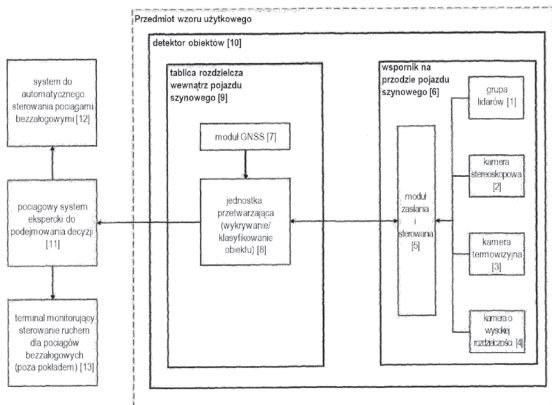 Przedmiot wzoru użytkowego
detektor obiektów [10]
tablica rozdzielcza
wewnątrz pojazdu
szynowego [9]
wspornik na
przodzie pojazdu
szynowego [6]
system do
automatycznego
sterowania pociągami
bezzałogowymi [12]
pociągowy system
ekspercki do
podejmowania decyzji
[11]
terminal monitorujący
sterowanie ruchem
dla pociągów
bezzałogowych
(poza pokładem) [13]
moduł GNSS [7]
jednostka
przetwarzająca
(wykrywanie/
klasyfikowanie
obiektu) [8]
moduł
zasłania
i
sterowana
[5]
grupa
lidarów [1]
kamera
stereoskopowa
[2]
kamera
termowizyjna
[3]
kamera o
wysokiej
rozdzielczości [4]